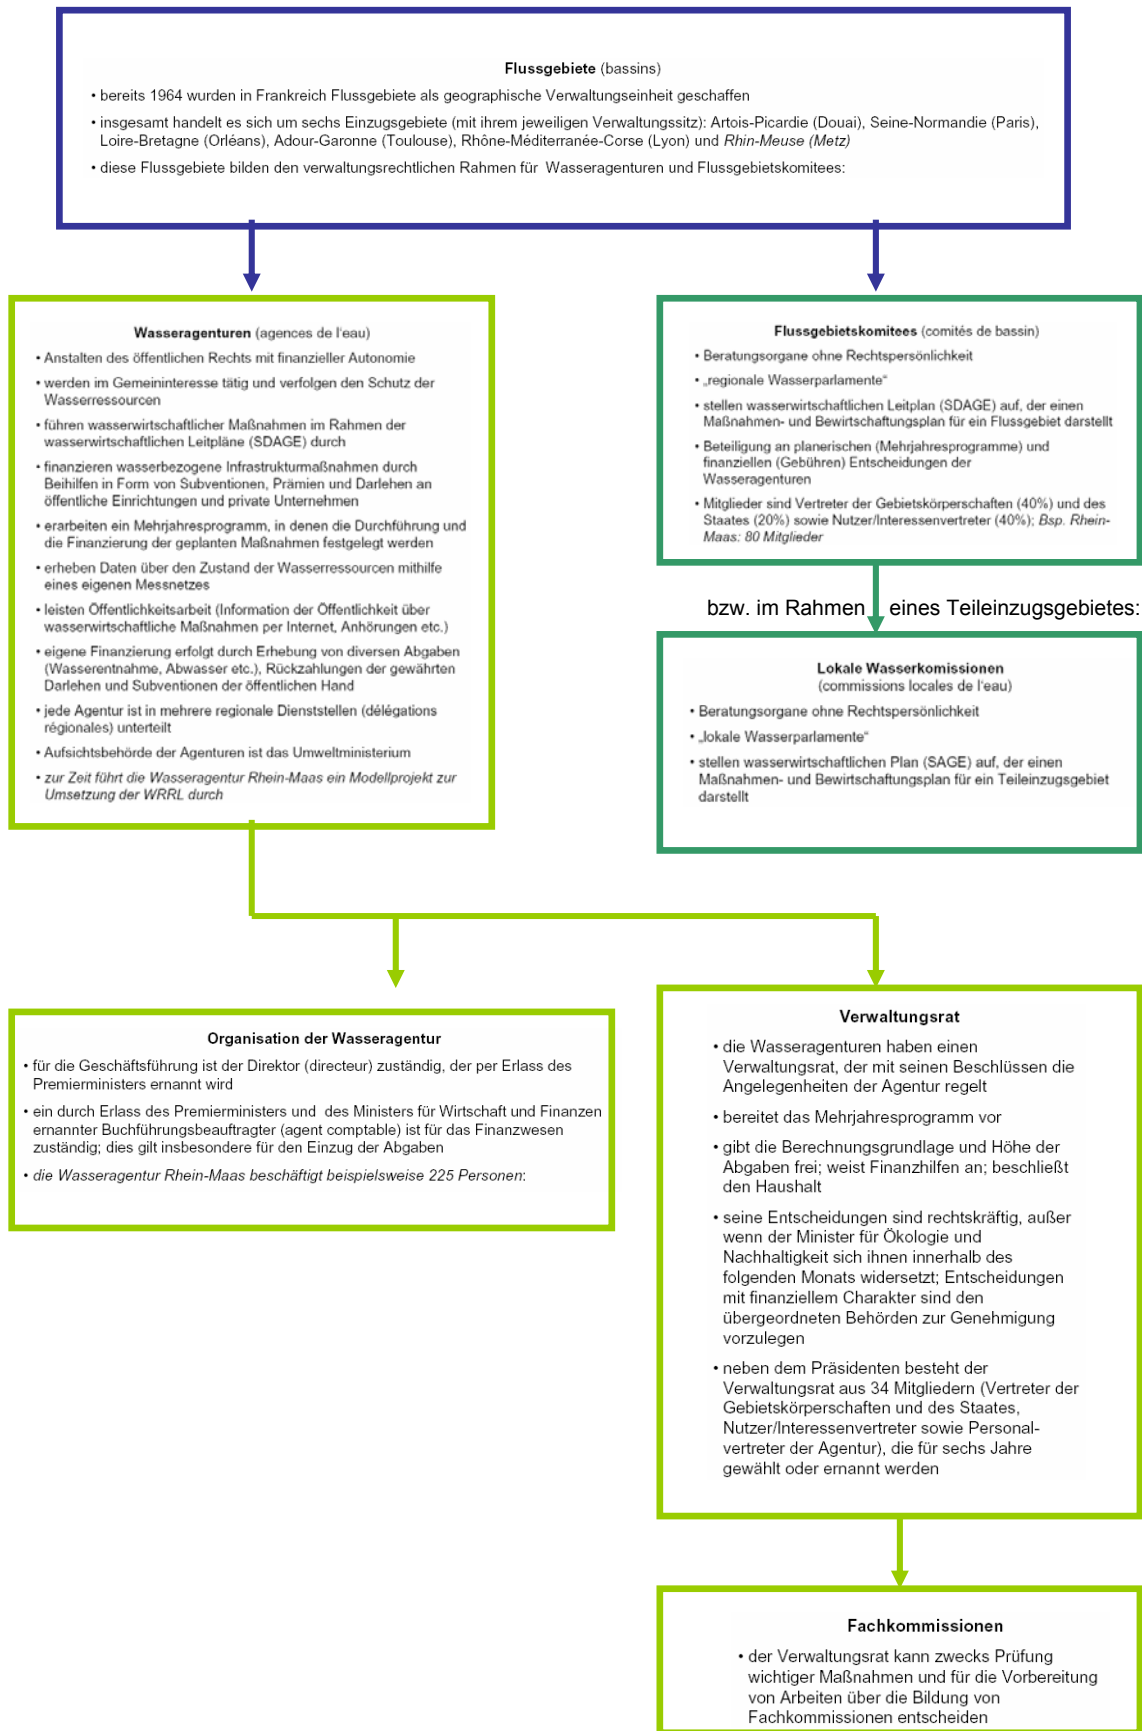 Flussgebiete (bassins)
• bereits 1964 wurden in Frankreich Flussgebiete als geographische Verwaltungseinheit geschaffen
• insgesamt handelt es sich um sechs Einzugsgebiete (mit ihrem jeweiligen Verwaltungssitz): Artois-Picardie (Douai), Seine-Normandie (Paris),
Loire-Bretagne (Orléans), Adour-Garonne (Toulouse), Rhône-Méditerranée-Corse (Lyon) und Rhin-Meuse (Metz)
• diese Flussgebiete bilden den verwaltungsrechtlichen Rahmen für Wasseragenturen und Flussgebietskomitees:
Wasseragenturen (agences de l'eau)
• Anstalten des öffentlichen Rechts mit finanzieller Autonomie
• werden im Gemeininteresse tätig und verfolgen den Schutz der
Wasserressourcen
• führen wasserwirtschaftlicher Maßnahmen im Rahmen der
wasserwirtschaftlichen Leitpläne (SDAGE) durch
• finanzieren wasserbezogene Infrastrukturmaßnahmen durch
Beihilfen in Form von Subventionen, Prämien und Darlehen an
öffentliche Einrichtungen und private Unternehmen
• erarbeiten ein Mehrjahresprogramm, in denen die Durchführung und
die Finanzierung der geplanten Maßnahmen festgelegt werden
• erheben Daten über den Zustand der Wasserressourcen mithilfe
eines eigenen Messnetzes
• leisten Öffentlichkeitsarbeit (Information der Öffentlichkeit über
wasserwirtschaftliche Maßnahmen per Internet, Anhörungen etc.)
• eigene Finanzierung erfolgt durch Erhebung von diversen Abgaben
(Wasserentnahme, Abwasser etc.), Rückzahlungen der gewährten
Darlehen und Subventionen der öffentlichen Hand
• jede Agentur ist in mehrere regionale Dienststellen (délégations
régionales) unterteilt
• Aufsichtsbehörde der Agenturen ist das Umweltministerium
• zur Zeit führt die Wasseragentur Rhein-Maas ein Modellprojekt zur
Umsetzung der WRRL durch
Flussgebietskomitees (comités de bassin)
• Beratungsorgane ohne Rechtspersönlichkeit
• „regionale Wasserparlamente“
• stellen wasserwirtschaftlichen Leitplan (SDAGE) auf, der einen
Maßnahmen- und Bewirtschaftungsplan für ein Flussgebiet darstellt
• Beteiligung an planerischen (Mehrjahresprogramme) und
finanziellen (Gebühren) Entscheidungen der
Wasseragenturen
• Mitglieder sind Vertreter der Gebietskörperschaften (40%) und des
Staates (20%) sowie Nutzer/Interessenvertreter (40%); Bsp. Rhein-
Maas: 80 Mitglieder
bzw. im Rahmen eines Teileinzugsgebietes:
Lokale Wasserkomissionen
(commissions locales de l'eau)
• Beratungsorgane ohne Rechtspersönlichkeit
• „lokale Wasserparlamente“
• stellen wasserwirtschaftlichen Plan (SAGE) auf, der einen
Maßnahmen- und Bewirtschaftungsplan für ein Teileinzugsgebiet
darstellt
Organisation der Wasseragentur
• für die Geschäftsführung ist der Direktor (directeur) zuständig, der per Erlass des
Premierministers ernannt wird
• ein durch Erlass des Premierministers und des Ministers für Wirtschaft und Finanzen
ernannter Buchführungsbeauftragter (agent comptable) ist für das Finanzwesen
zuständig; dies gilt insbesondere für den Einzug der Abgaben
• die Wasseragentur Rhein-Maas beschäftigt beispielsweise 225 Personen:
Verwaltungsrat
• die Wasseragenturen haben einen
Verwaltungsrat, der mit seinen Beschlüssen die
Angelegenheiten der Agentur regelt
• bereitet das Mehrjahresprogramm vor
• gibt die Berechnungsgrundlage und Höhe der
Abgaben frei; weist Finanzhilfen an; beschließt
den Haushalt
• seine Entscheidungen sind rechtskräftig, außer
wenn der Minister für Ökologie und
Nachhaltigkeit sich ihnen innerhalb des
folgenden Monats widersetzt; Entscheidungen
mit finanziellem Charakter sind den
übergeordneten Behörden zur Genehmigung
vorzulegen
• neben dem Präsidenten besteht der
Verwaltungsrat aus 34 Mitgliedern (Vertreter der
Gebietskörperschaften und des Staates,
Nutzer/Interessenvertreter sowie Personal-
vertreter der Agentur), die für sechs Jahre
gewählt oder ernannt werden
Fachkommissionen
• der Verwaltungsrat kann zwecks Prüfung
wichtiger Maßnahmen und für die Vorbereitung
von Arbeiten über die Bildung von
Fachkommissionen entscheiden